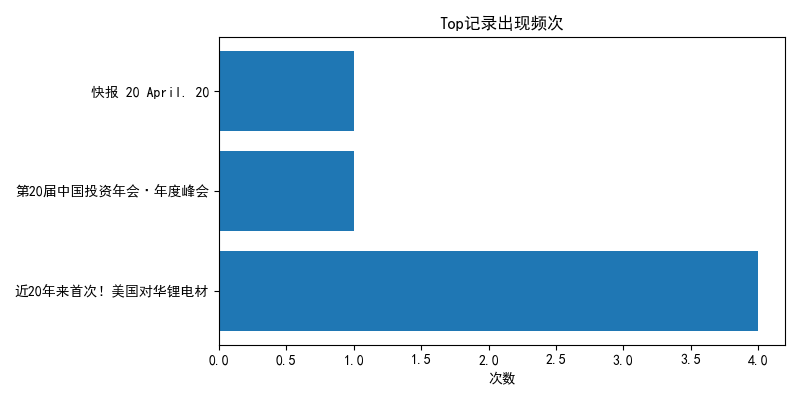 Top记录出现频次
快报 20 April. 20
第20届中国投资年会·年度峰会
近20年来首次！美国对华锂电材
0.0 0.5 1.0 1.5 2.0 2.5 3.0 3.5 4.0
次数